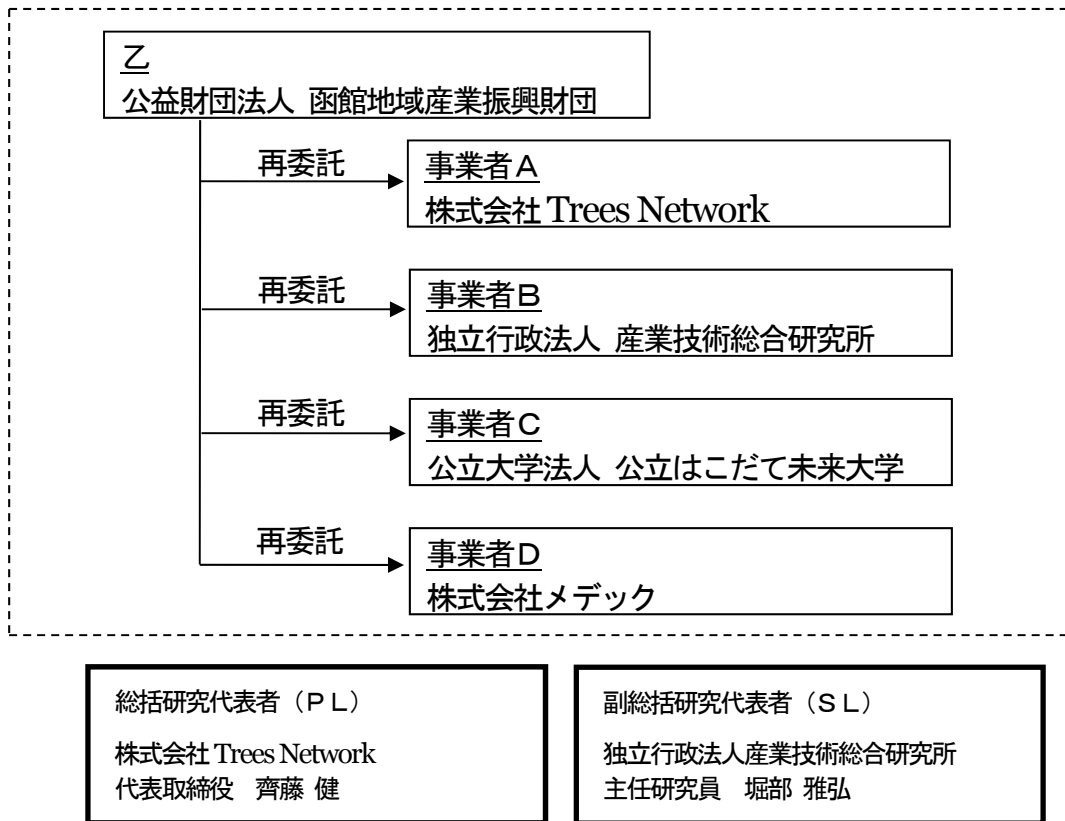 乙
公益財団法人 函館地域産業振興財団
再委託
事業者Ａ
株式会社 Trees Network
再委託
事業者Ｂ
独立行政法人 産業技術総合研究所
再委託
事業者Ｃ
公立大学法人 公立はこだて未来大学
再委託
事業者Ｄ
株式会社メデック
総括研究代表者（ＰＬ）
株式会社 Trees Network
代表取締役　齊藤 健
副総括研究代表者（ＳＬ）
独立行政法人産業技術総合研究所
主任研究員　堀部 雅弘